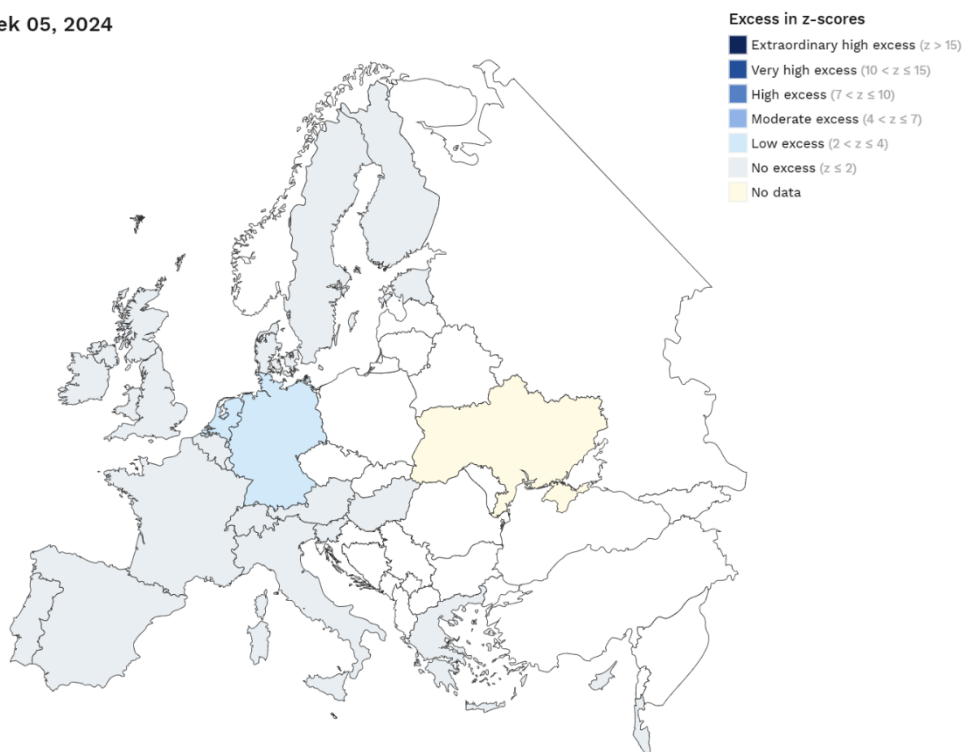 ek 05, 2024
Excess in z-scores
Extraordinary high excess (z > 15)
Very high excess (10 < z ≤ 15)
High excess (7 < z ≤ 10)
Moderate excess (4 < z ≤ 7)
Low excess (2 < z ≤ 4)
No excess (z ≤ 2)
No data